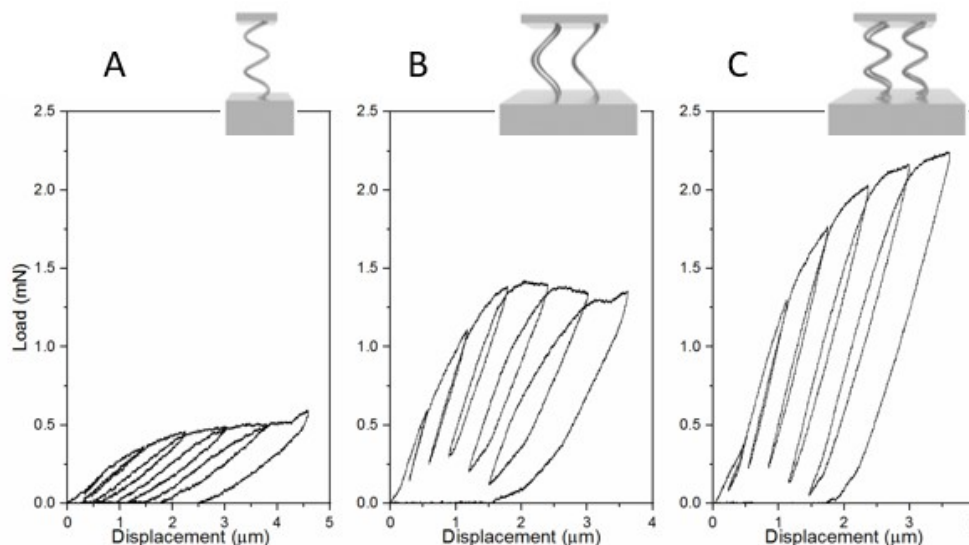 A B C
2.5 2.5 2.5
2.0 2.0 2.0
1.5 1.5 1.5
Load (mN)
1.0 1.0 1.0
0.5 0.5 0.5
0.0 0.0 0.0
0 1 2 3 4 5 0 1 2 3 4 0 1 2 3
Displacement (μm) Displacement (μm) Displacement (μm)